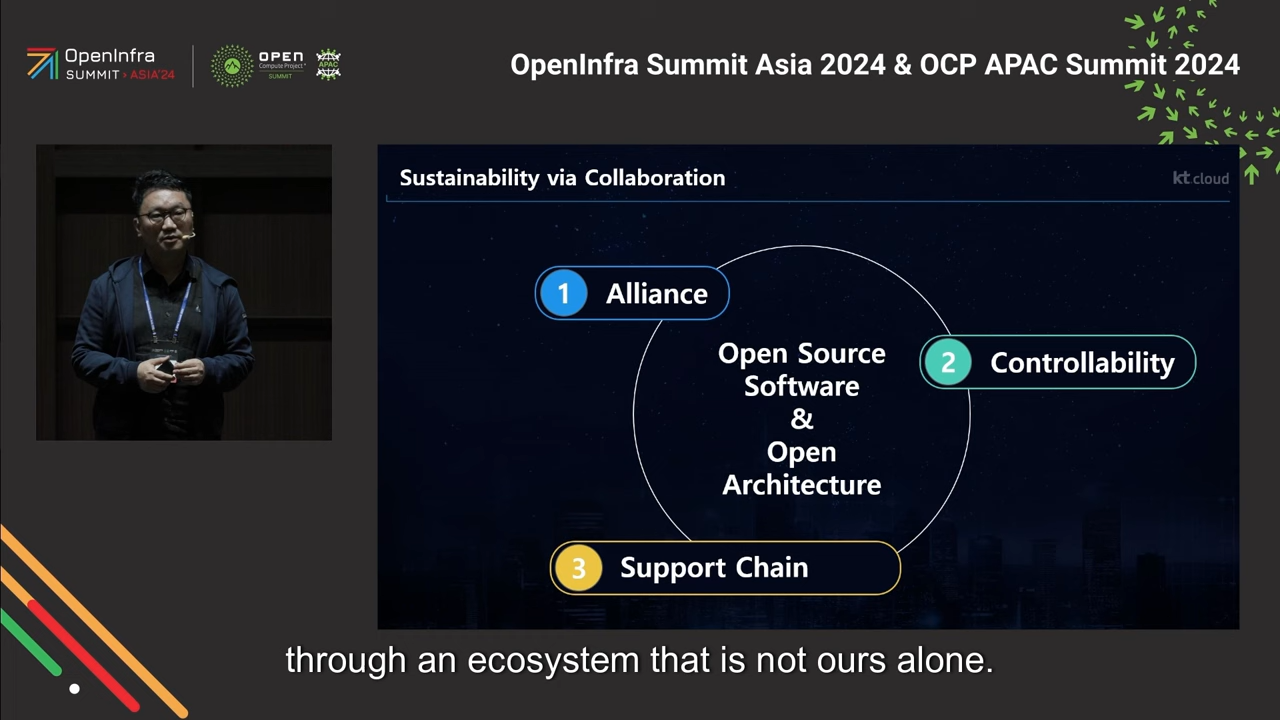 OpenInfra
SUMMIT › ASIA'24
OPEN
Compute Project®
SUMMIT
APAC
OpenInfra Summit Asia 2024 & OCP APAC Summit 2024
Sustainability via Collaboration
kt cloud
1 Alliance
Open Source
Software
&
Open
Architecture
2 Controllability
3 Support Chain
through an ecosystem that is not ours alone.